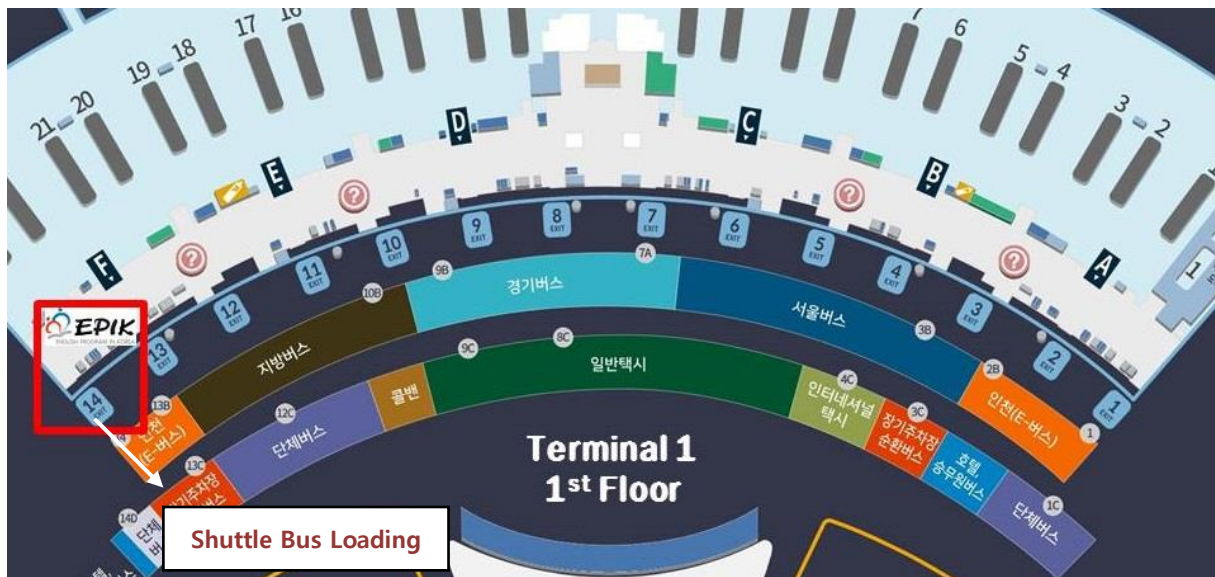 7
6
17
16
5
4
19
18
3
2
21
20
D
C
E
B
F
A
?
?
?
?
1
9
EXIT
8
EXIT
7
EXIT
6
EXIT
10
EXIT
5
EXIT
11
EXIT
4
EXIT
12
EXIT
3
EXIT
13
EXIT
2
EXIT
14
EXIT
1
EXIT
EPIK
ENGLISH PROGRAM IN KOREA
7A
9B
경기버스
10B
서울버스
3B
지방버스
2B
인천(E-버스)
1
13B
인천
(E-버스)
8C
9C
일반택시
콜밴
4C
인터네셔널
택시
12C
단체버스
3C
장기주차장
순환버스
호텔,
승무원버스
1C
단체버스
13C
장기주차장
버스
14D
단체
Terminal 1
1st Floor
Shuttle Bus Loading